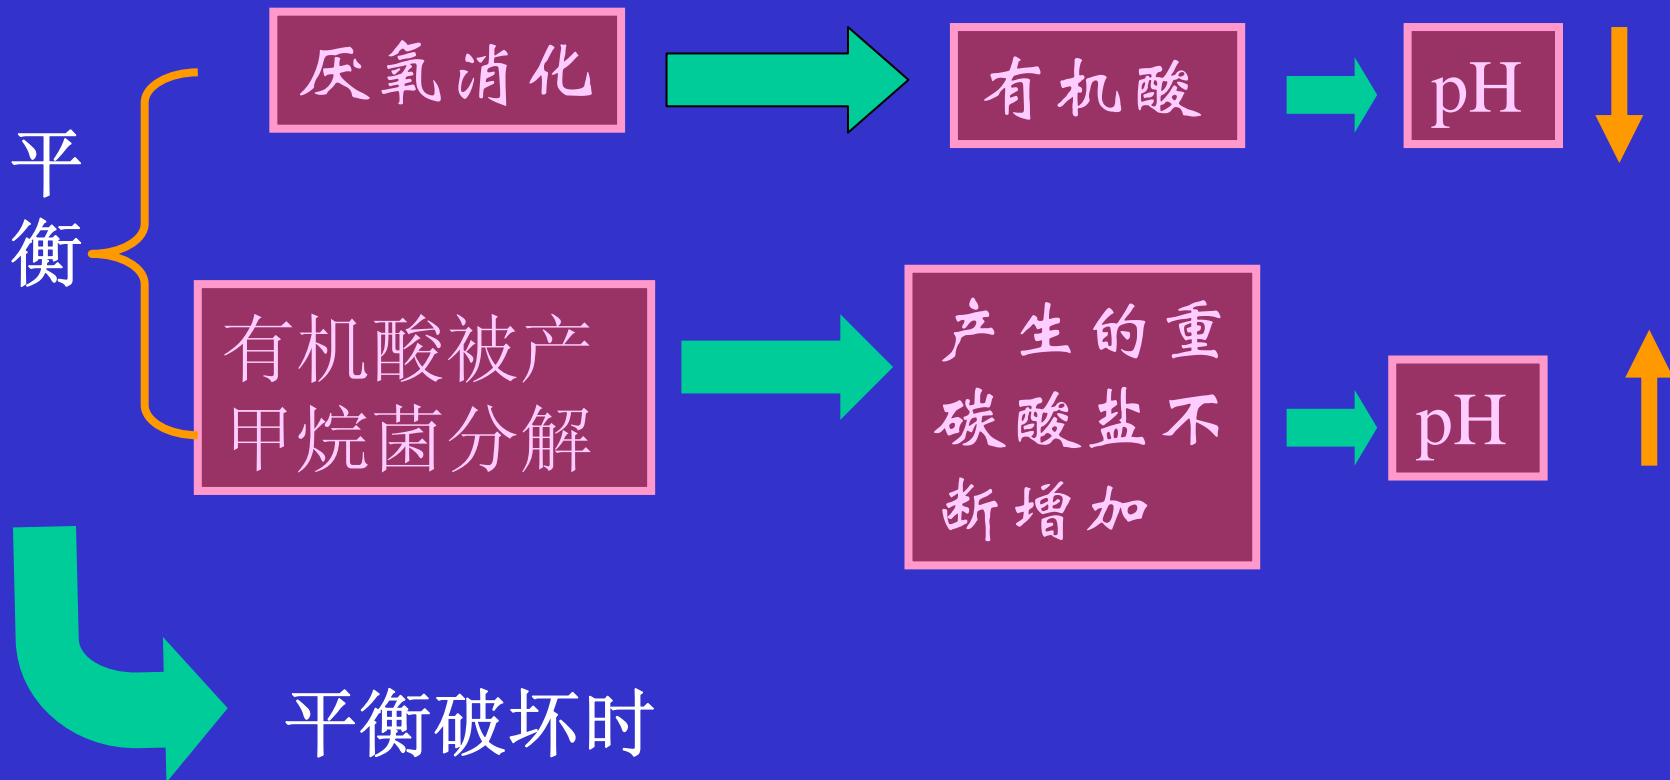 厌氧消化
有机酸
pH
平
衡
有机酸被产
甲烷菌分解
产生的重
碳酸盐不
断增加
pH
平衡破坏时